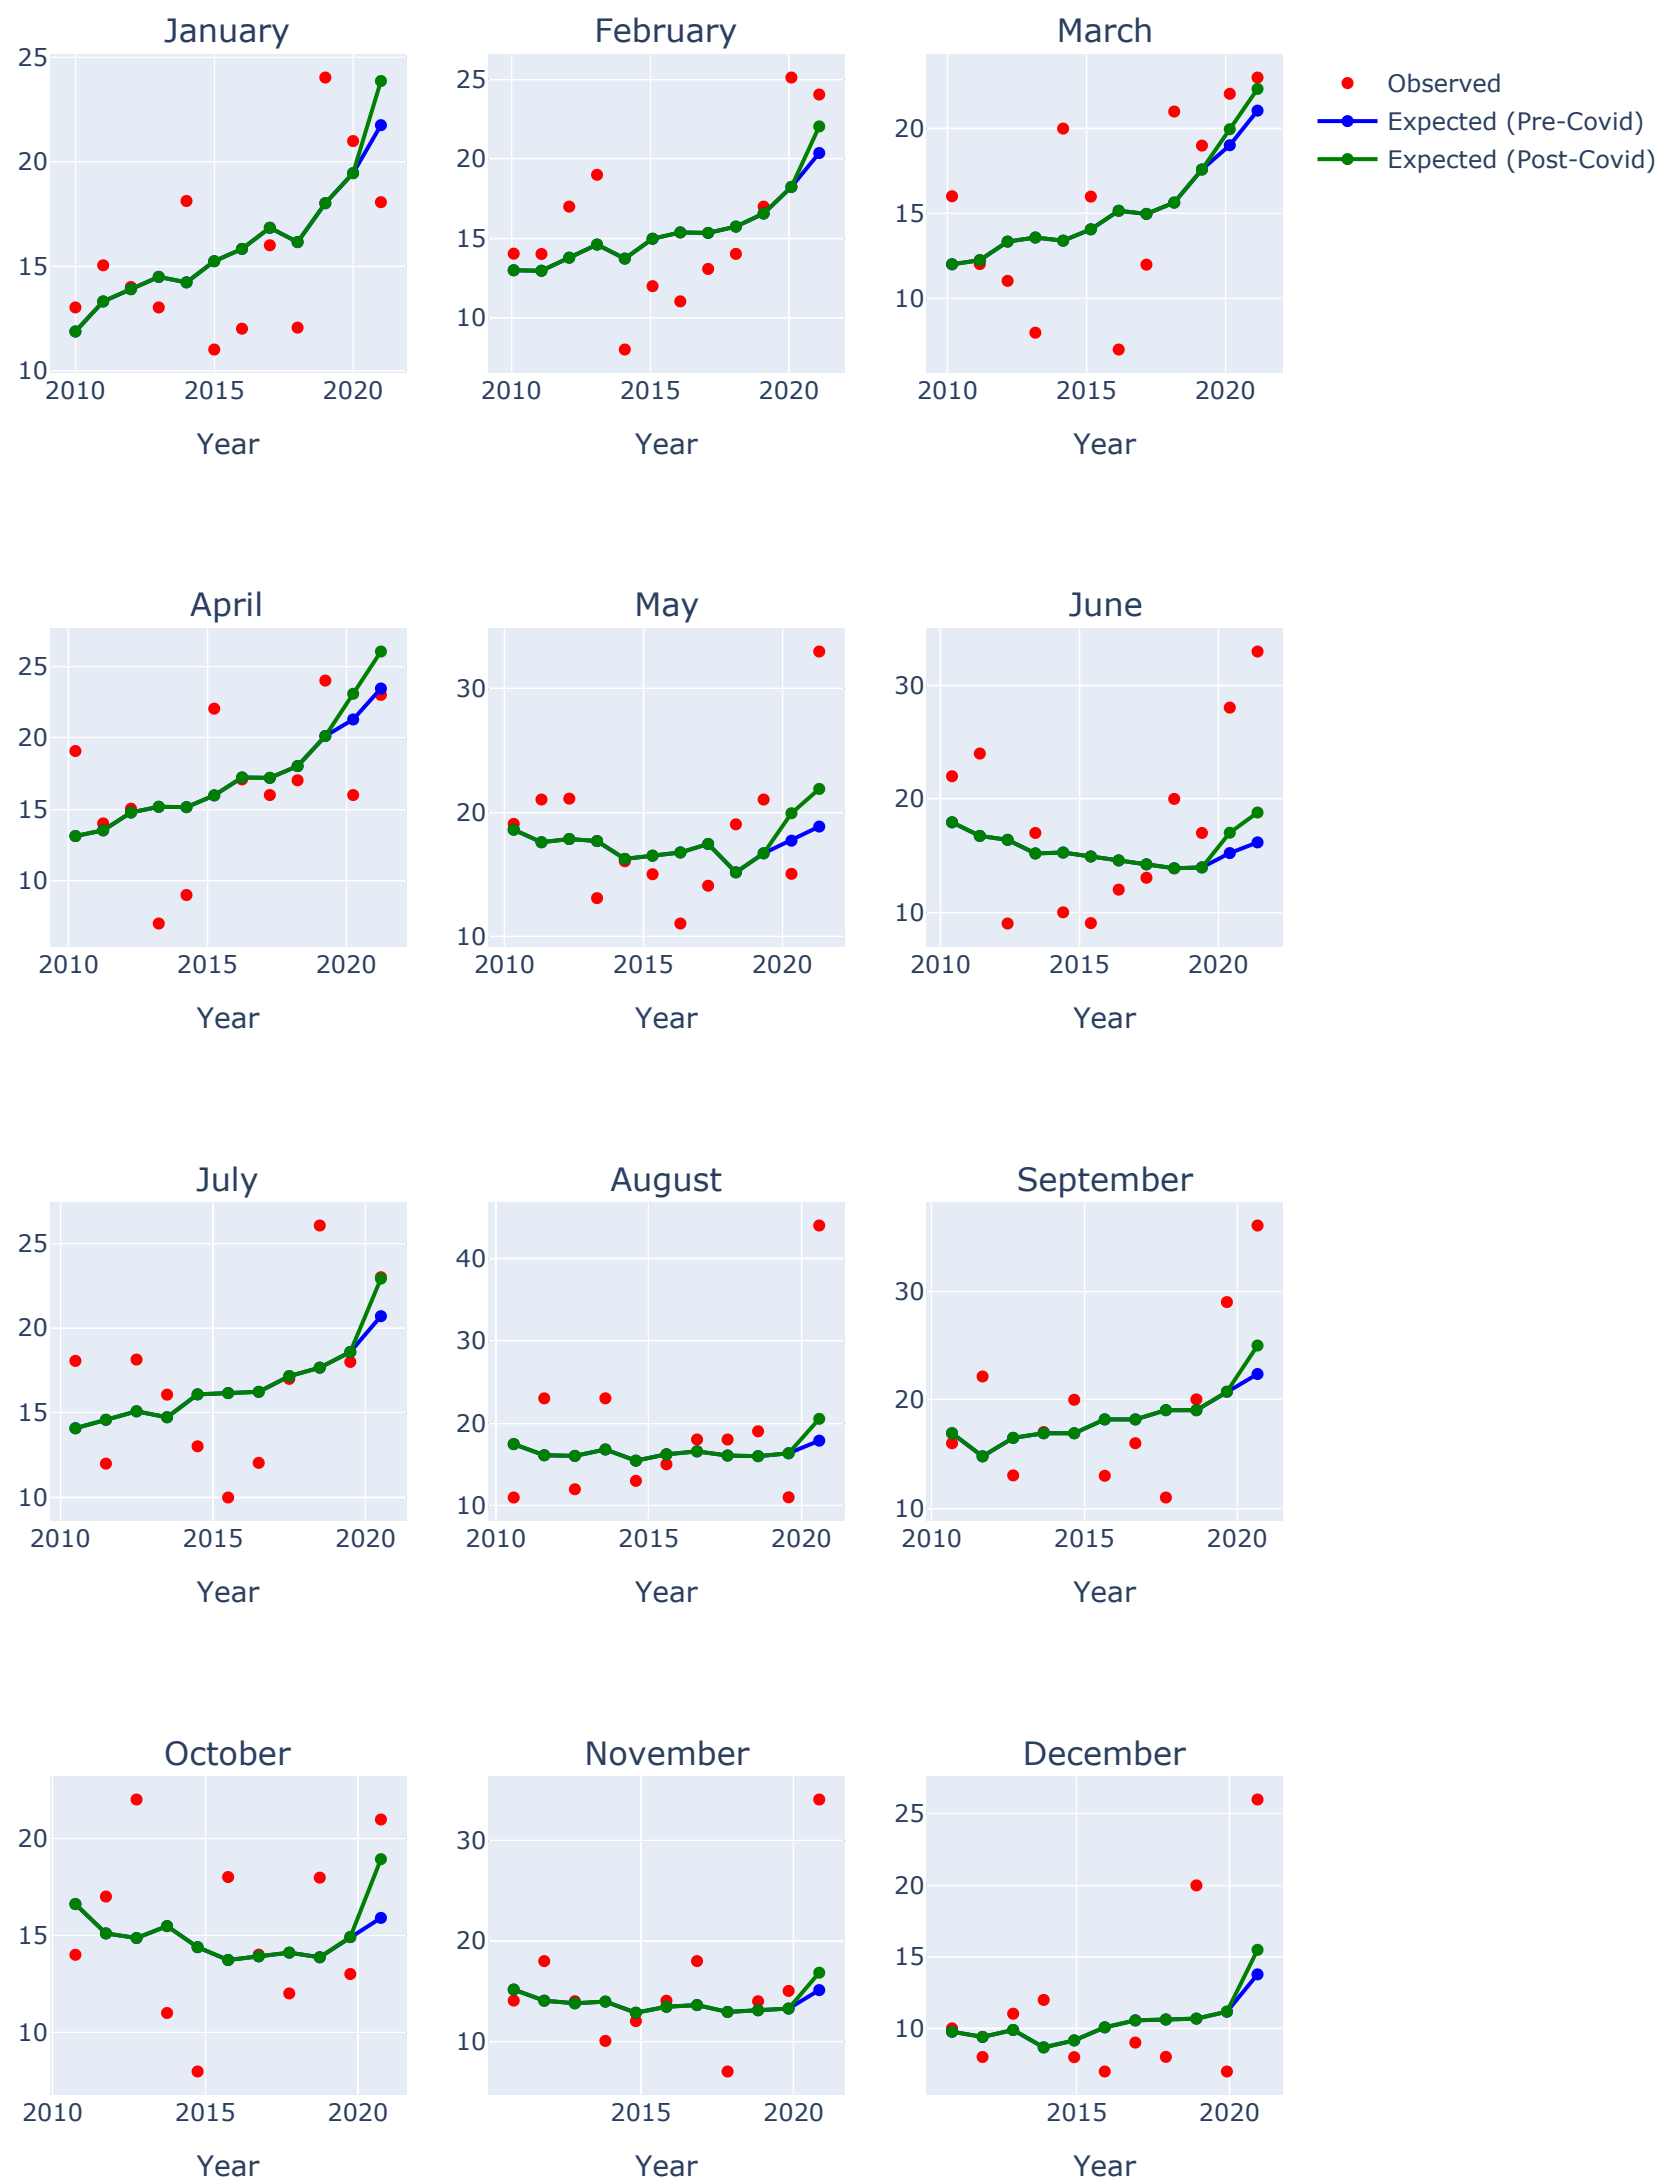 January February March
25
20
15
10
2010 2015 2020
Year
25
20
15
10
2010 2015 2020
Year
20
15
10
2010 2015 2020
Year
Observed
Expected (Pre-Covid)
Expected (Post-Covid)
April May June
25
20
15
10
2010 2015 2020
Year
30
20
10
2010 2015 2020
Year
30
20
10
2010 2015 2020
Year
July August September
25
20
15
10
2010 2015 2020
Year
40
30
20
10
2010 2015 2020
Year
30
20
10
2010 2015 2020
Year
October November December
20
15
10
2010 2015 2020
Year
30
20
10
2015 2020
Year
25
20
15
10
2015 2020
Year